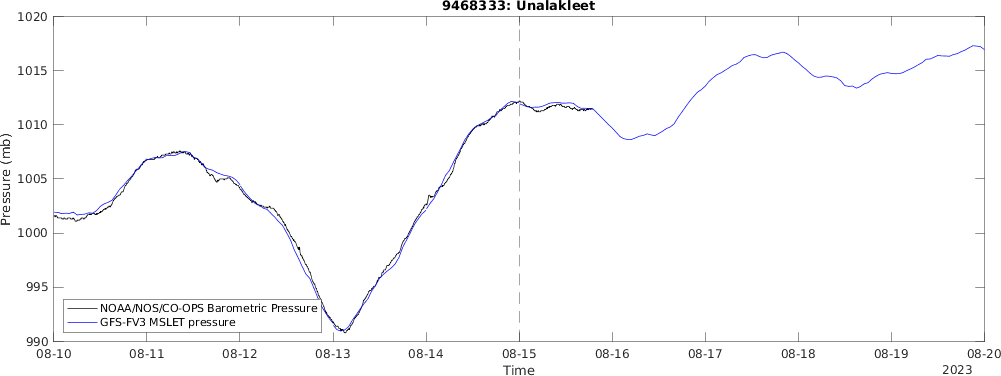 9468333: Unalakleet
1020
1015
1010
1005
1000
995
990
Pressure (mb)
NOAA/NOS/CO-OPS Barometric Pressure
GFS-FV3 MSLET pressure
08-10 08-11 08-12 08-13 08-14 08-15 08-16 08-17 08-18 08-19 08-20
Time
2023